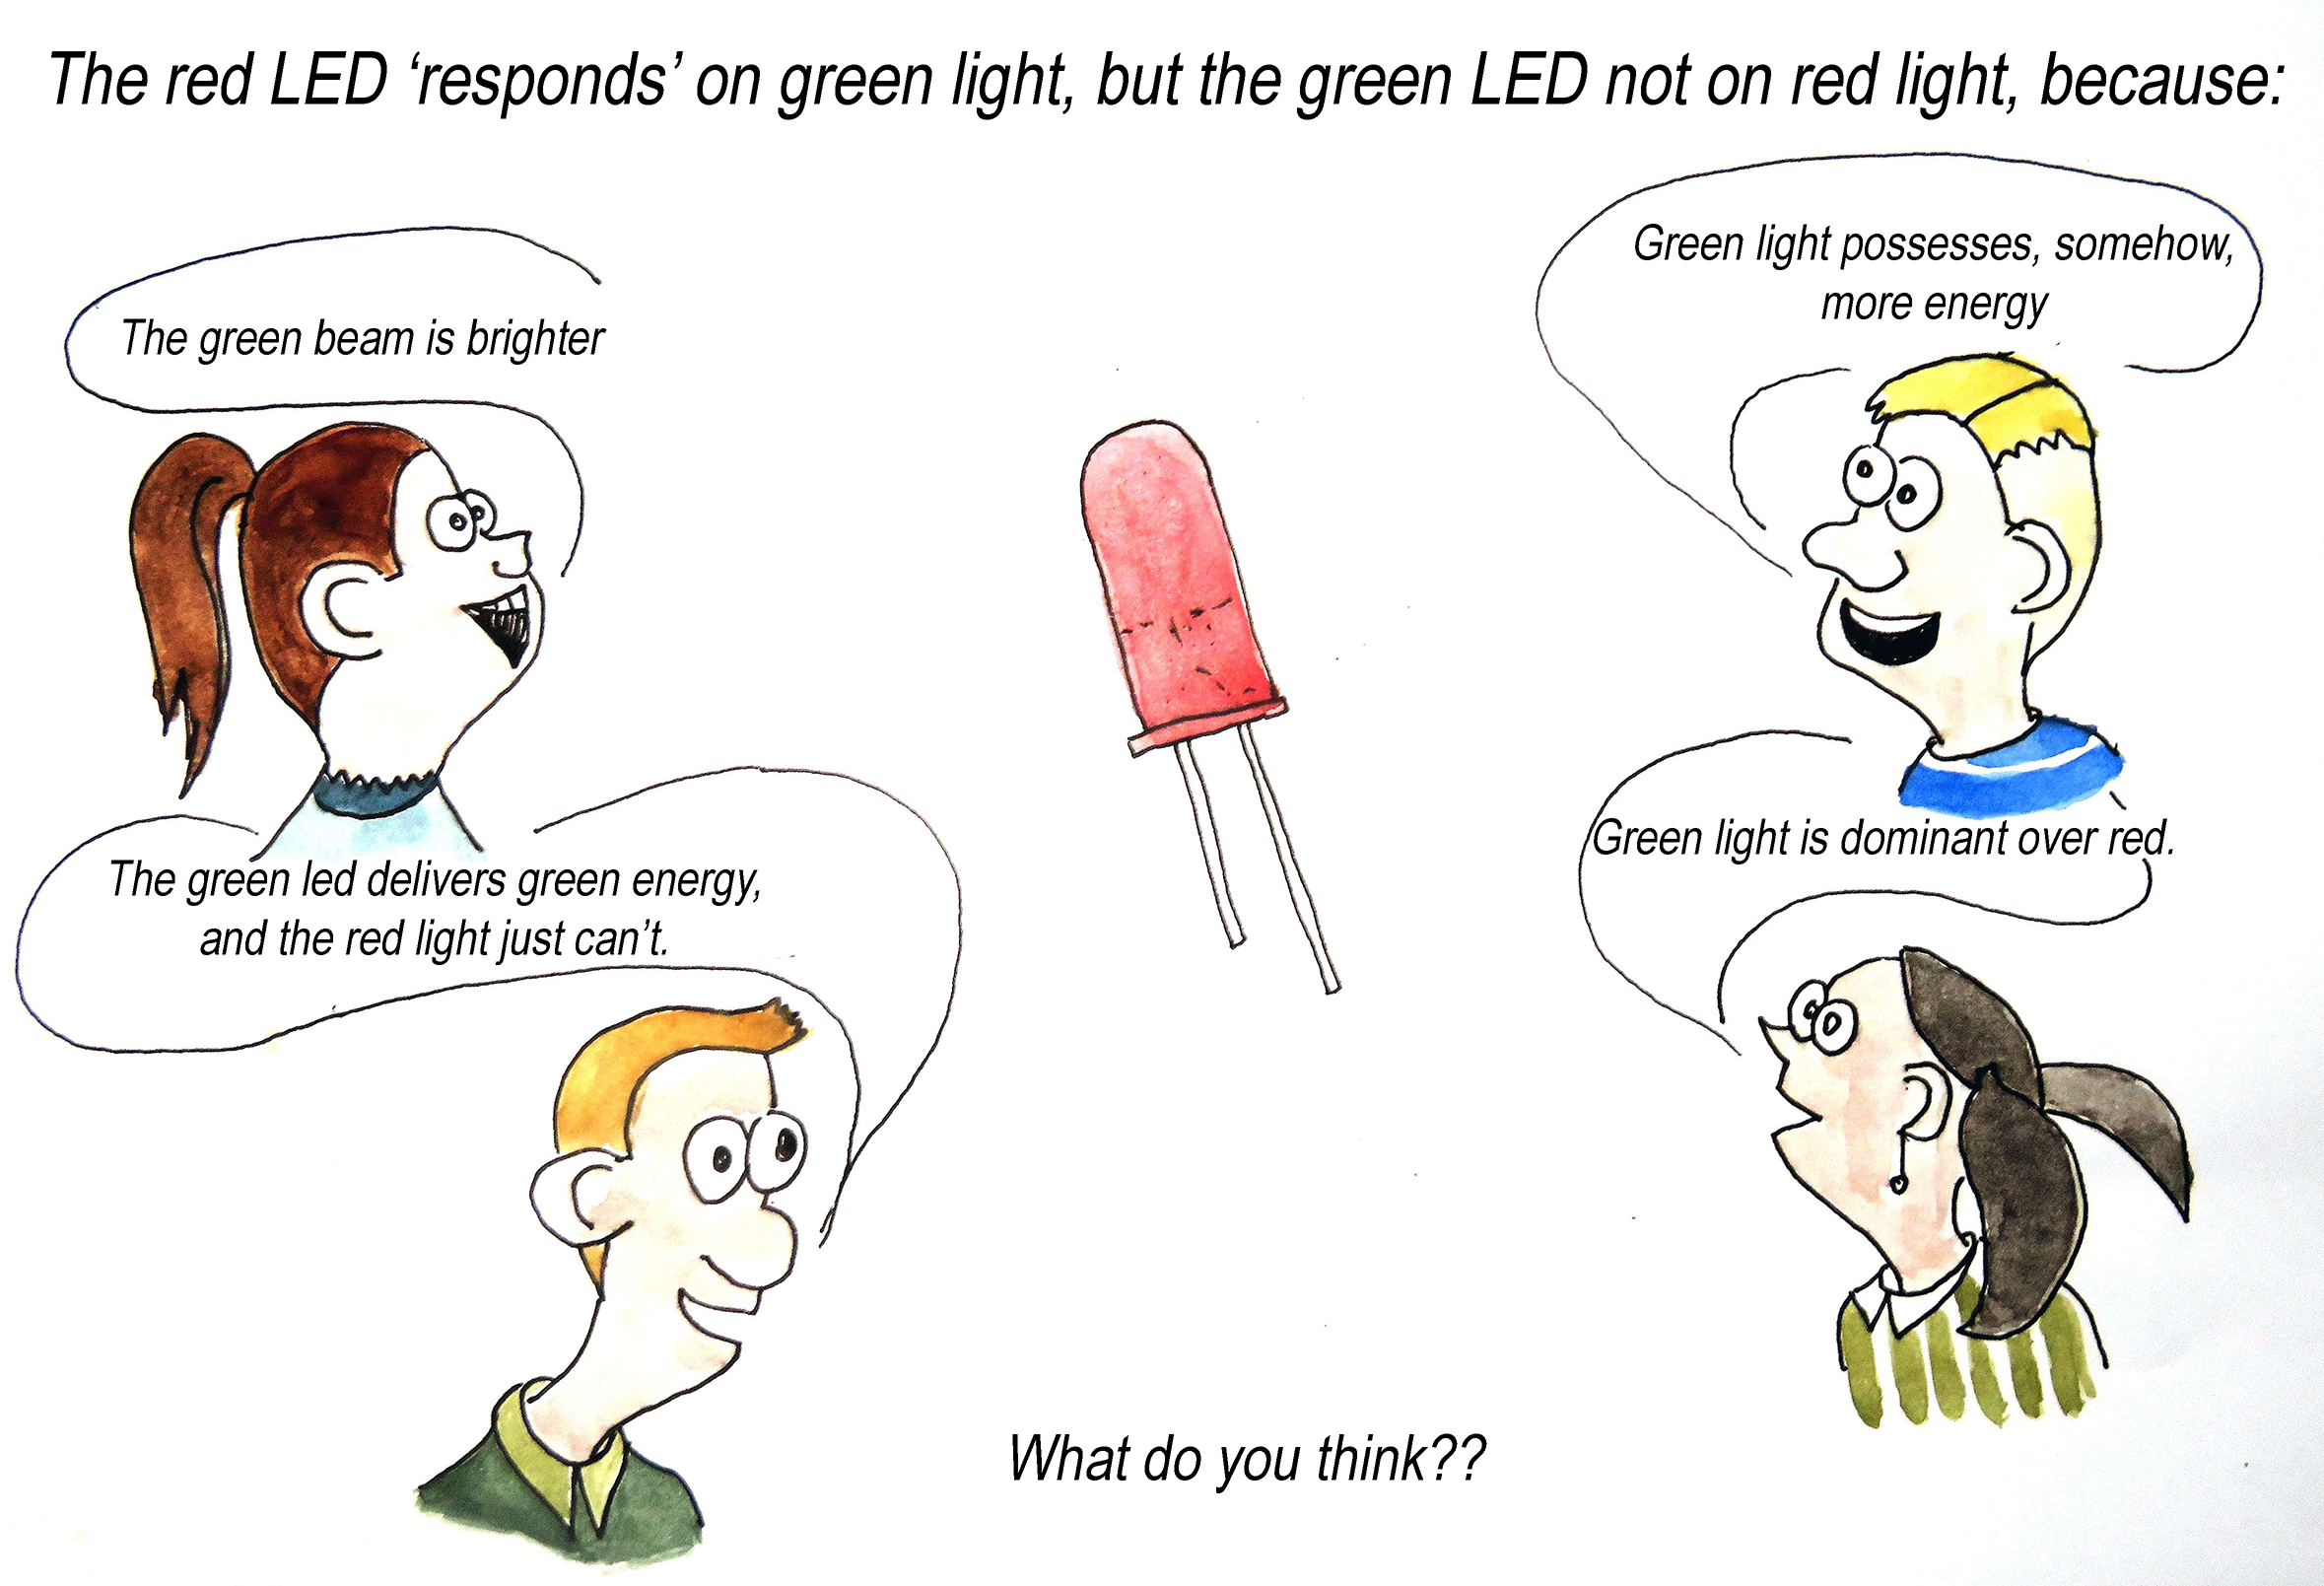 The red LED ‘responds’ on green light, but the green LED not on red light, because:
The green beam is brighter
Green light possesses, somehow,
more energy
The green led delivers green energy,
and the red light just can’t.
Green light is dominant over red.
What do you think??